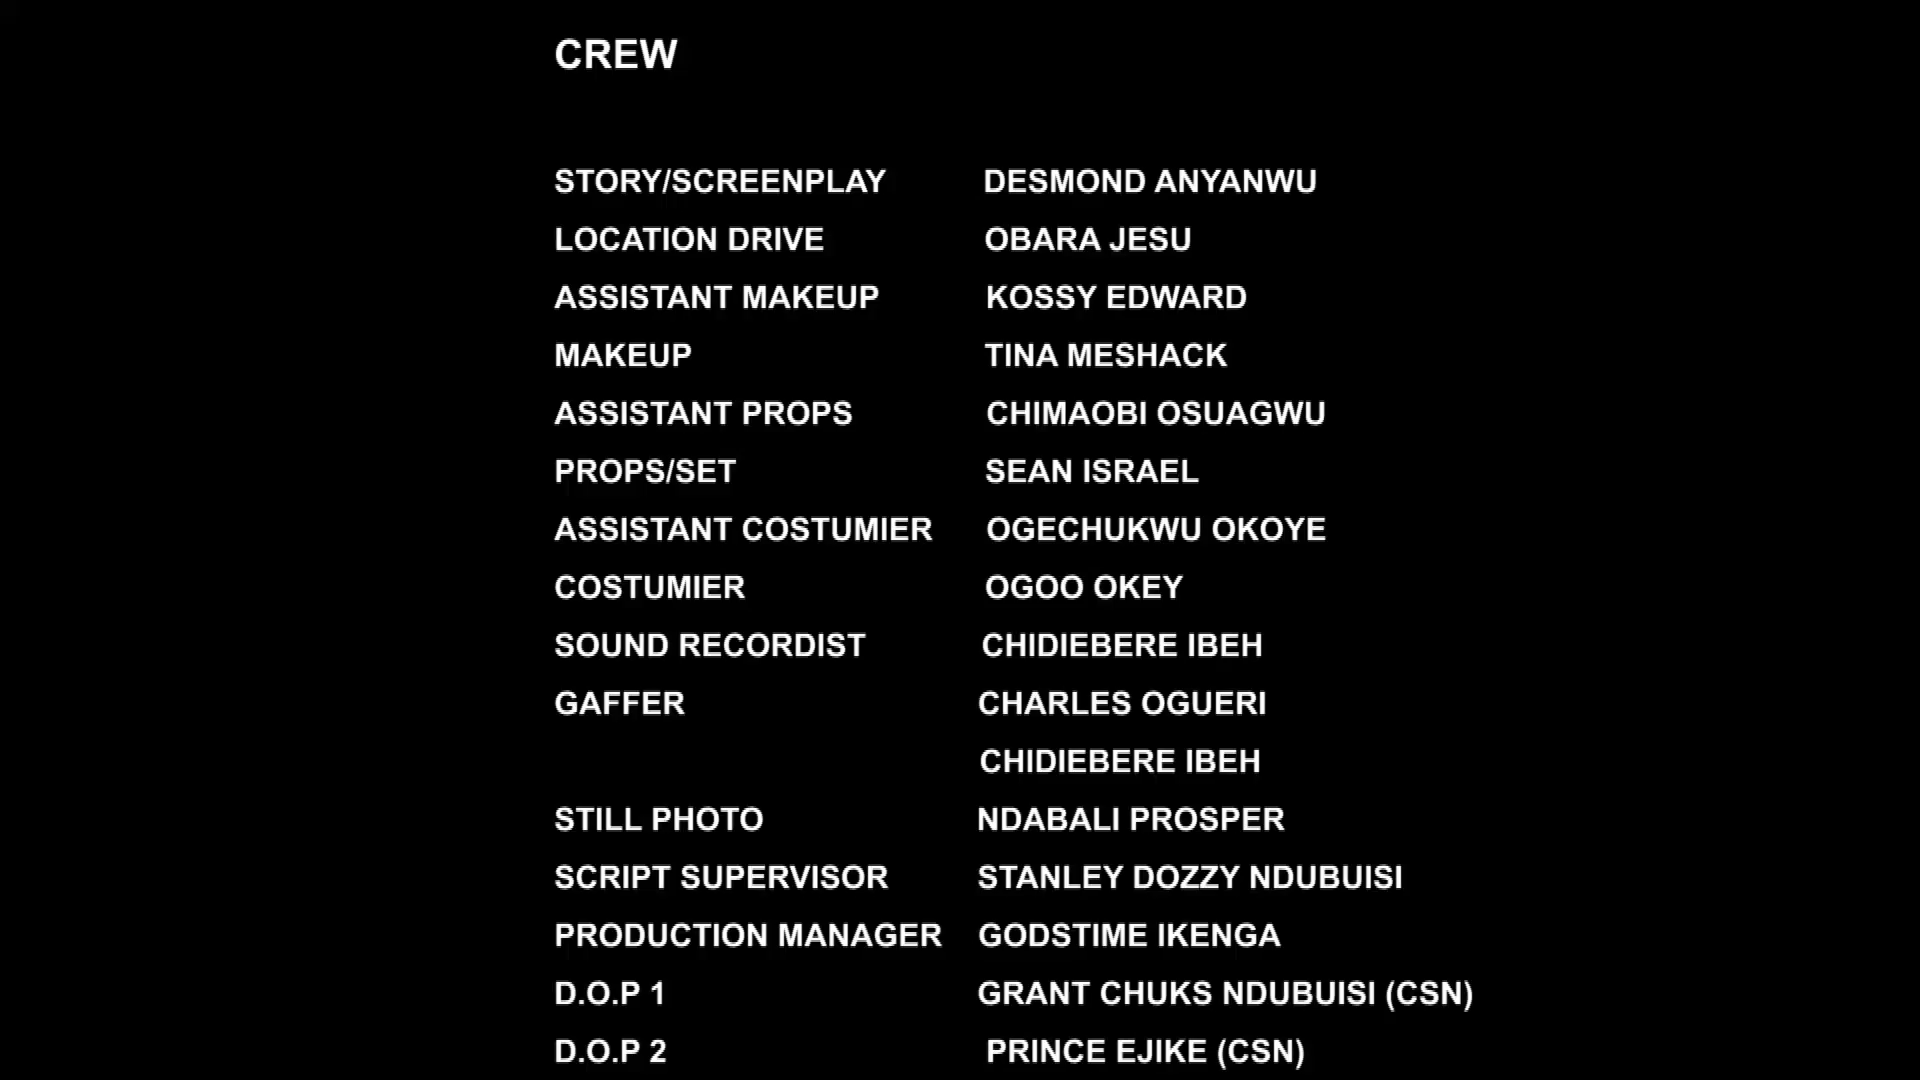 CREW
STORY/SCREENPLAY DESMOND ANYANWU
LOCATION DRIVE OBARA JESU
ASSISTANT MAKEUP KOSSY EDWARD
MAKEUP TINA MESHACK
ASSISTANT PROPS CHIMAOBI OSUAGWU
PROPS/SET SEAN ISRAEL
ASSISTANT COSTUMIER OGECHUKWU OKOYE
COSTUMIER OGOO OKEY
SOUND RECORDIST CHIDIEBERE IBEH
GAFFER CHARLES OGUERI
CHIDIEBERE IBEH
STILL PHOTO NDABALI PROSPER
SCRIPT SUPERVISOR STANLEY DOZZY NDUBUISI
PRODUCTION MANAGER GODSTIME IKENGA
D.O.P 1 GRANT CHUKS NDUBUISI (CSN)
D.O.P 2 PRINCE EJIKE (CSN)